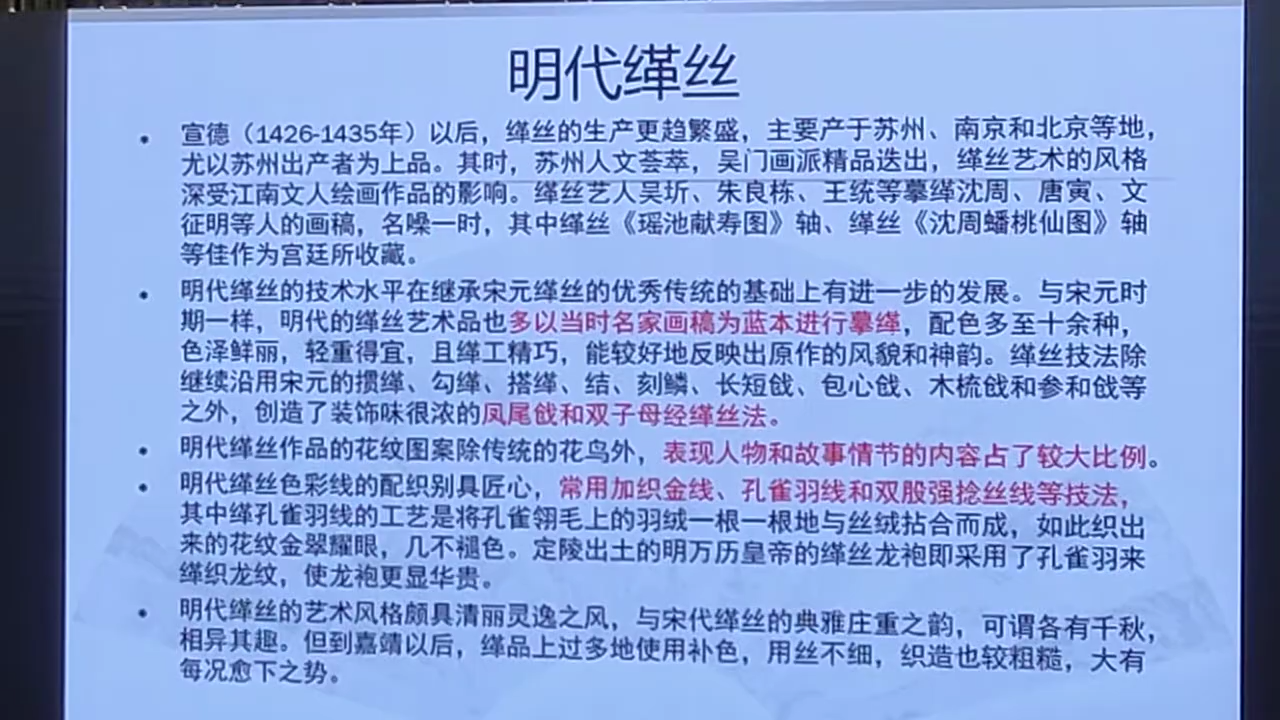 明代缂丝
• 宣德（1426-1435年）以后，缂丝的生产更趋繁盛，主要产于苏州、南京和北京等地，
尤以苏州出产者为上品。其时，苏州人文荟萃，吴门画派精品迭出，缂丝艺术的风格
深受江南文人绘画作品的影响。缂丝艺人吴圻、朱良栋、王统等摹缂沈周、唐寅、文
征明等人的画稿，名噪一时，其中缂丝《瑶池献寿图》轴、缂丝《沈周蟠桃仙图》轴
等佳作为宫廷所收藏。
• 明代缂丝的技术水平在继承宋元缂丝的优秀传统的基础上有进一步的发展。与宋元时
期一样，明代的缂丝艺术品也多以当时名家画稿为蓝本进行摹缂，配色多至十余种，
色泽鲜丽，轻重得宜，且缂工精巧，能较好地反映出原作的风貌和神韵。缂丝技法除
继续沿用宋元的掼缂、勾缂、搭缂、结、刻鳞、长短戗、包心戗、木梳戗和参和戗等
之外，创造了装饰味很浓的凤尾戗和双子母经缂丝法。
• 明代缂丝作品的花纹图案除传统的花鸟外，表现人物和故事情节的内容占了较大比例。
• 明代缂丝色彩线的配织别具匠心，常用加织金线、孔雀羽线和双股强捻丝线等技法，
其中缂孔雀羽线的工艺是将孔雀翎毛上的羽绒一根一根地与丝绒拈合而成，如此织出
来的花纹金翠耀眼，几不褪色。定陵出土的明万历皇帝的缂丝龙袍即采用了孔雀羽来
缂织龙纹，使龙袍更显华贵。
• 明代缂丝的艺术风格颇具清丽灵逸之风，与宋代缂丝的典雅庄重之韵，可谓各有千秋，
相异其趣。但到嘉靖以后，缂品上过多地使用补色，用丝不细，织造也较粗糙，大有
每况愈下之势。